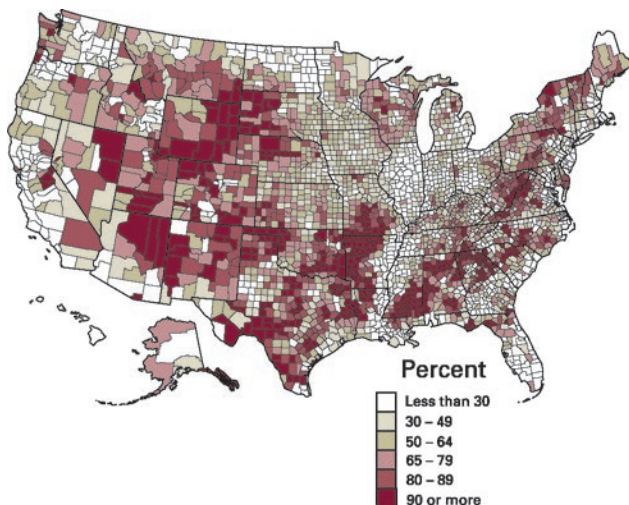 Percent
Less than 30
30 – 49
50 – 64
65 – 79
80 – 89
90 or more